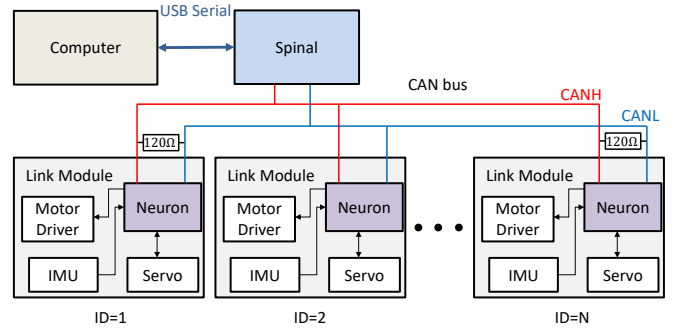 USB Serial
Computer
Spinal
CAN bus
CANH
CANL
120Ω
120Ω
Link Module
Neuron
Motor
Driver
IMU
Servo
Link Module
Neuron
Motor
Driver
IMU
Servo
Link Module
Neuron
Motor
Driver
IMU
Servo
ID=1
ID=2
ID=N